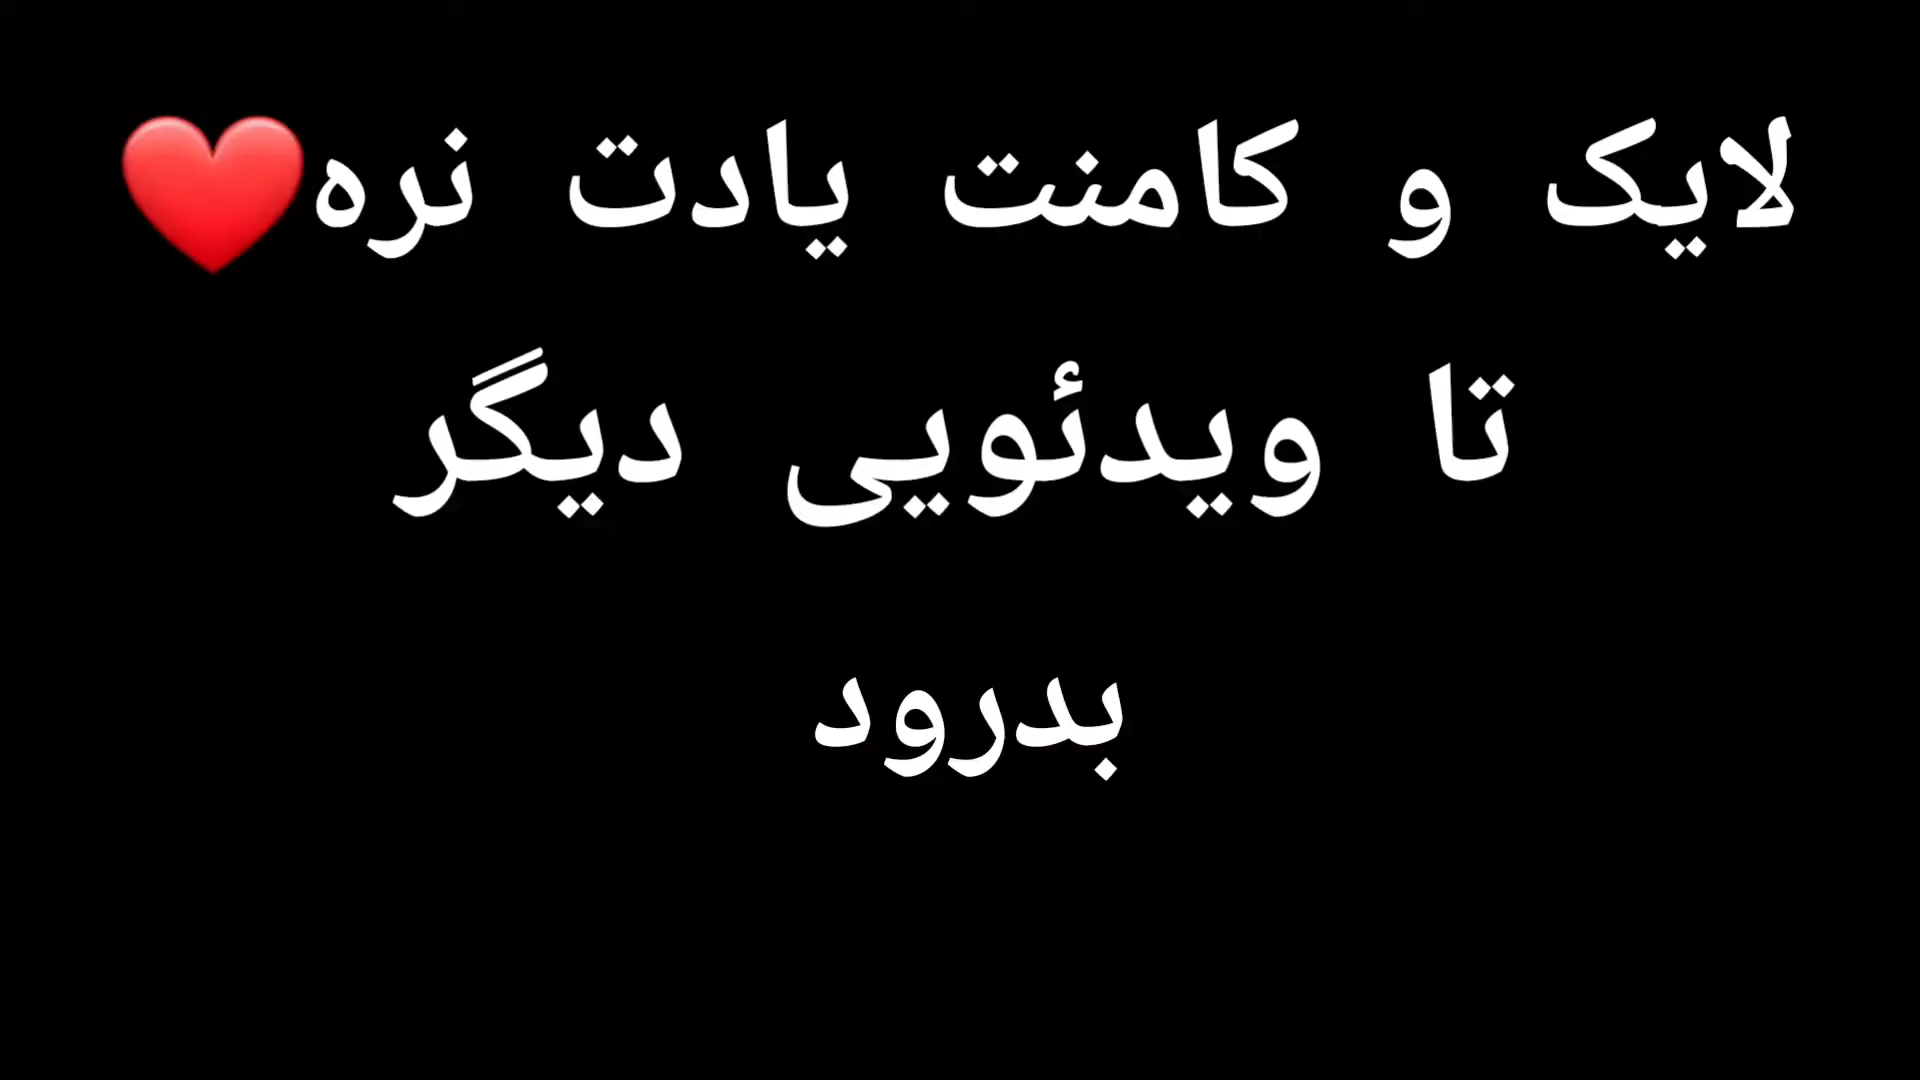 لایک و کامنت یادت نره❤️
تا ویدئویی دیگر
بدرود